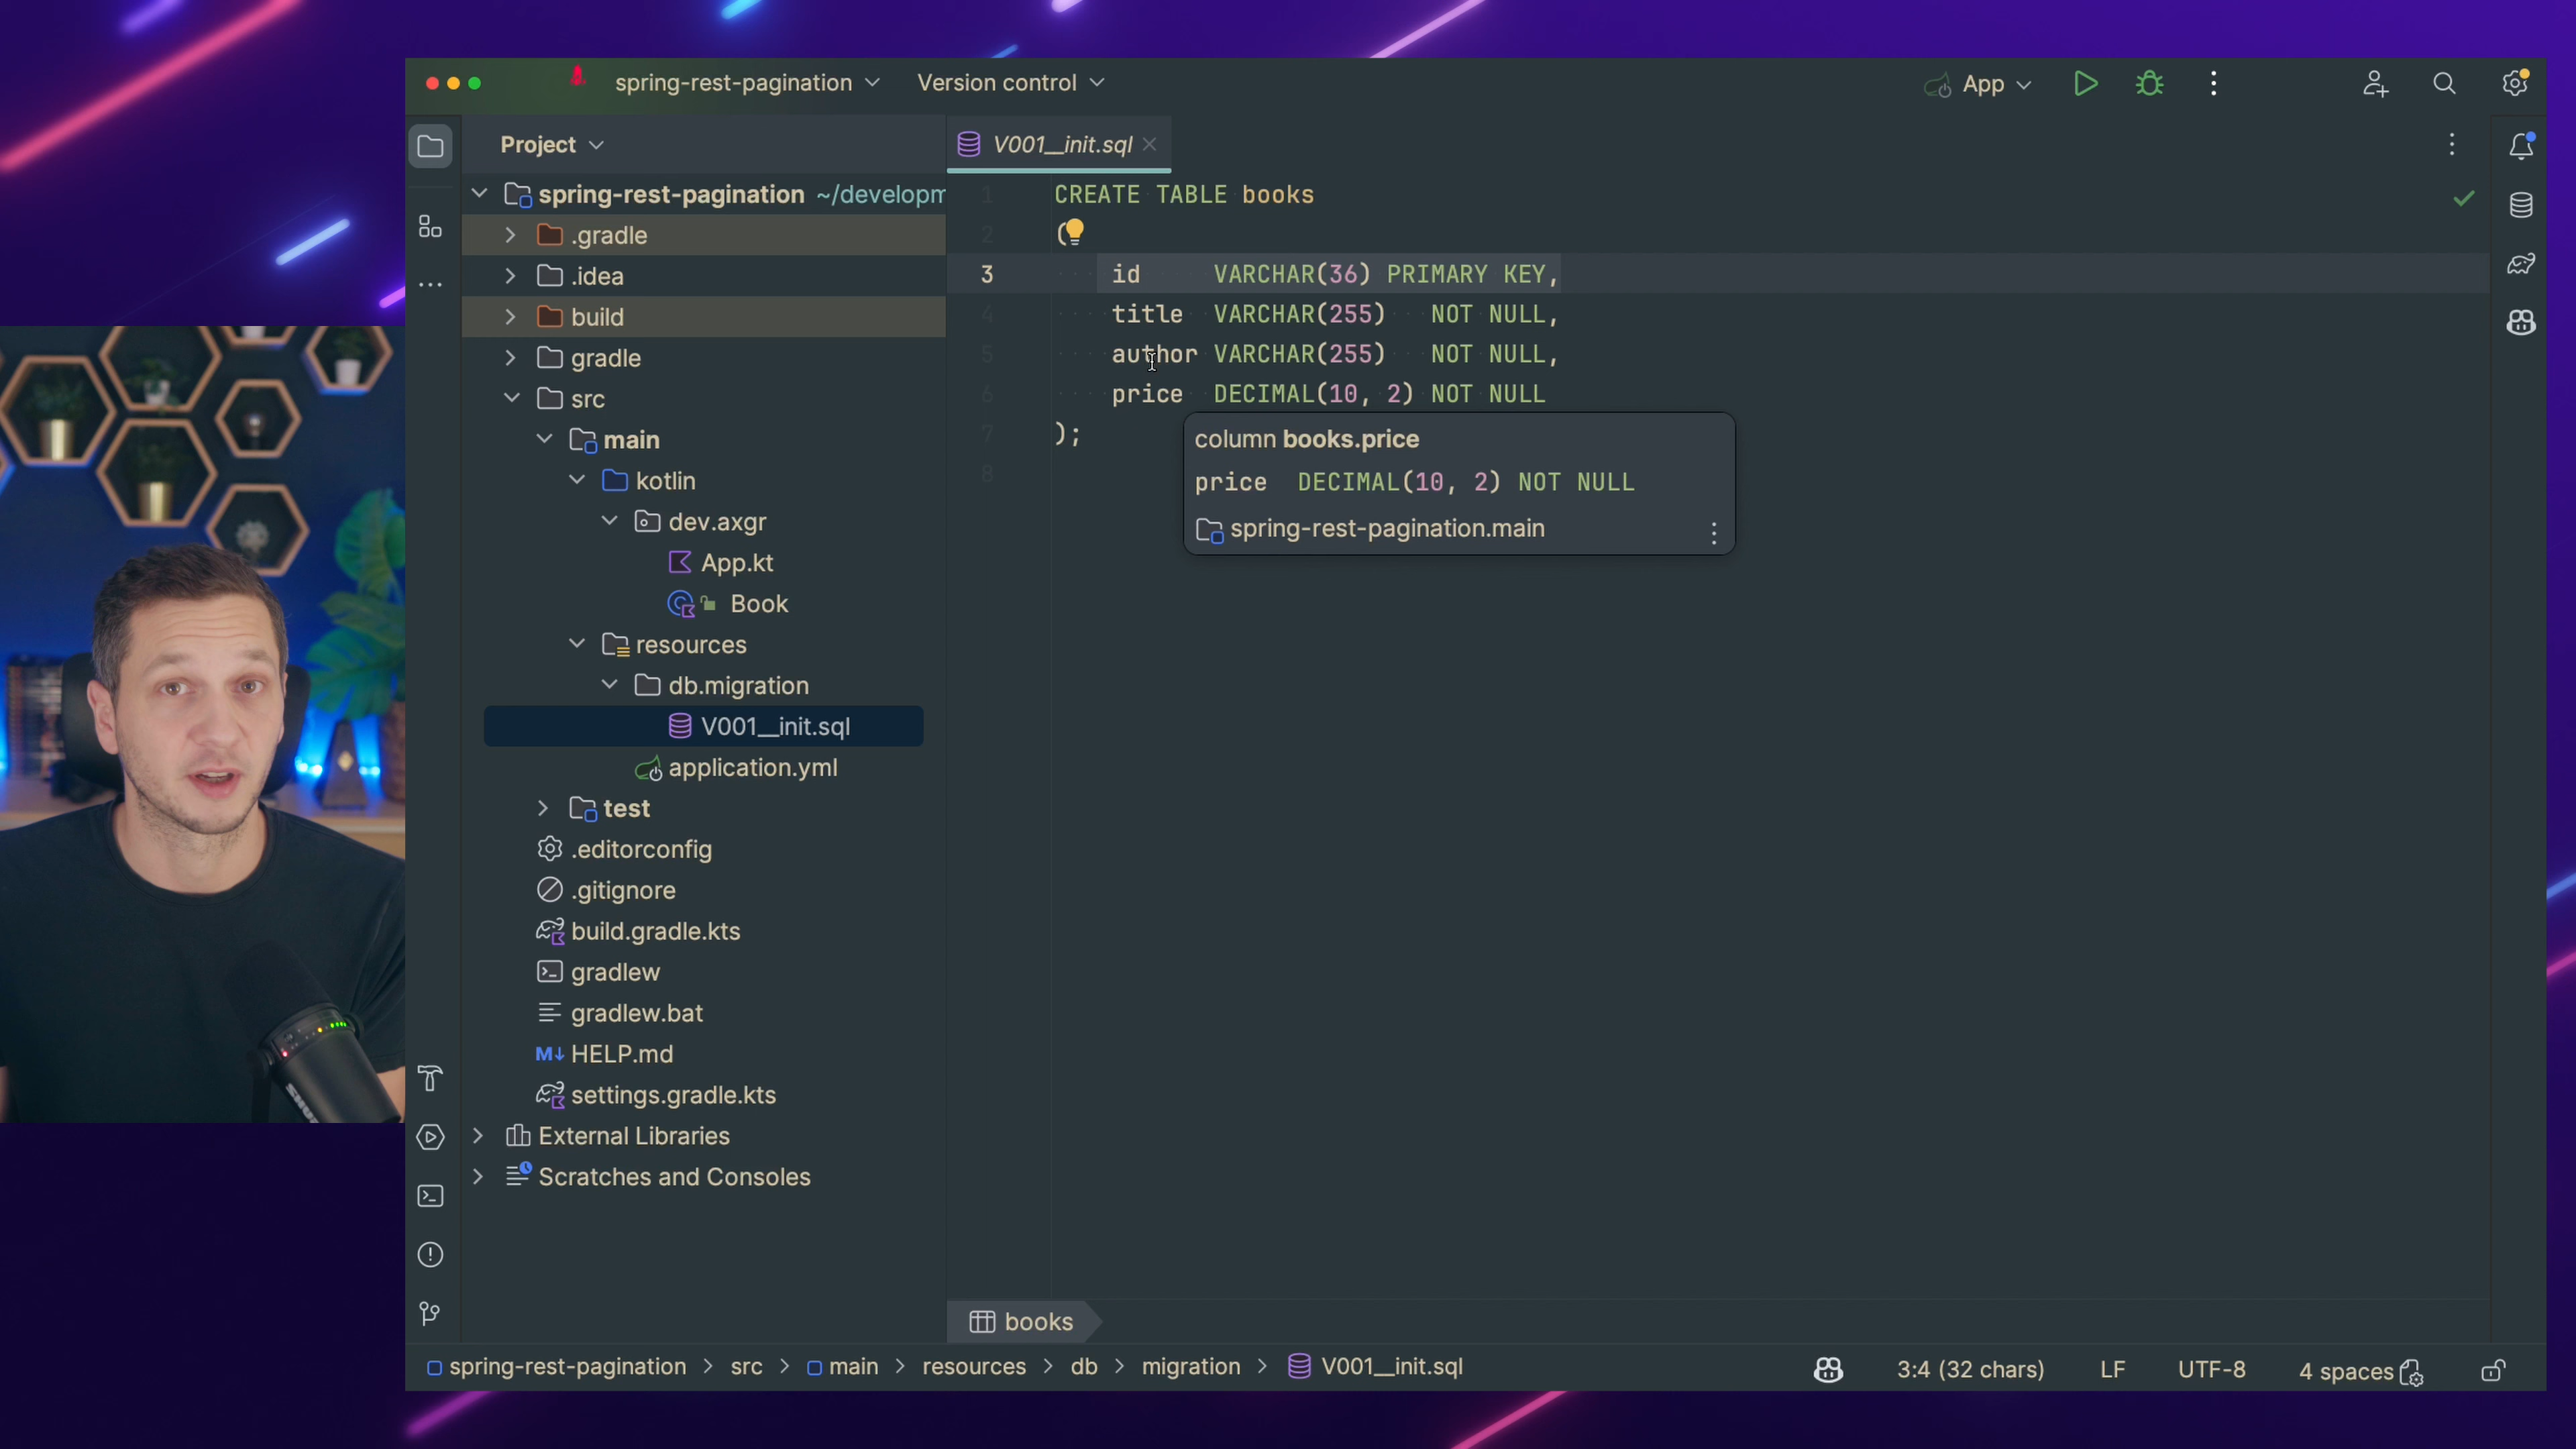 spring-rest-pagination
Version control
App
Project
V001__init.sql
spring-rest-pagination ~/developm
.gradle
.idea
build
gradle
src
main
kotlin
dev.axgr
App.kt
Book
resources
db.migration
V001__init.sql
application.yml
test
.editorconfig
.gitignore
build.gradle.kts
gradlew
gradlew.bat
M↓ HELP.md
settings.gradle.kts
External Libraries
Scratches and Consoles
1 CREATE TABLE books
2 (
3 id VARCHAR(36) PRIMARY KEY,
4 title VARCHAR(255) NOT NULL,
5 author VARCHAR(255) NOT NULL,
6 price DECIMAL(10, 2) NOT NULL
7 );
8
column books.price
price DECIMAL(10, 2) NOT NULL
spring-rest-pagination.main
books
spring-rest-pagination > src > main > resources > db > migration > V001__init.sql
3:4 (32 chars)
LF
UTF-8
4 spaces